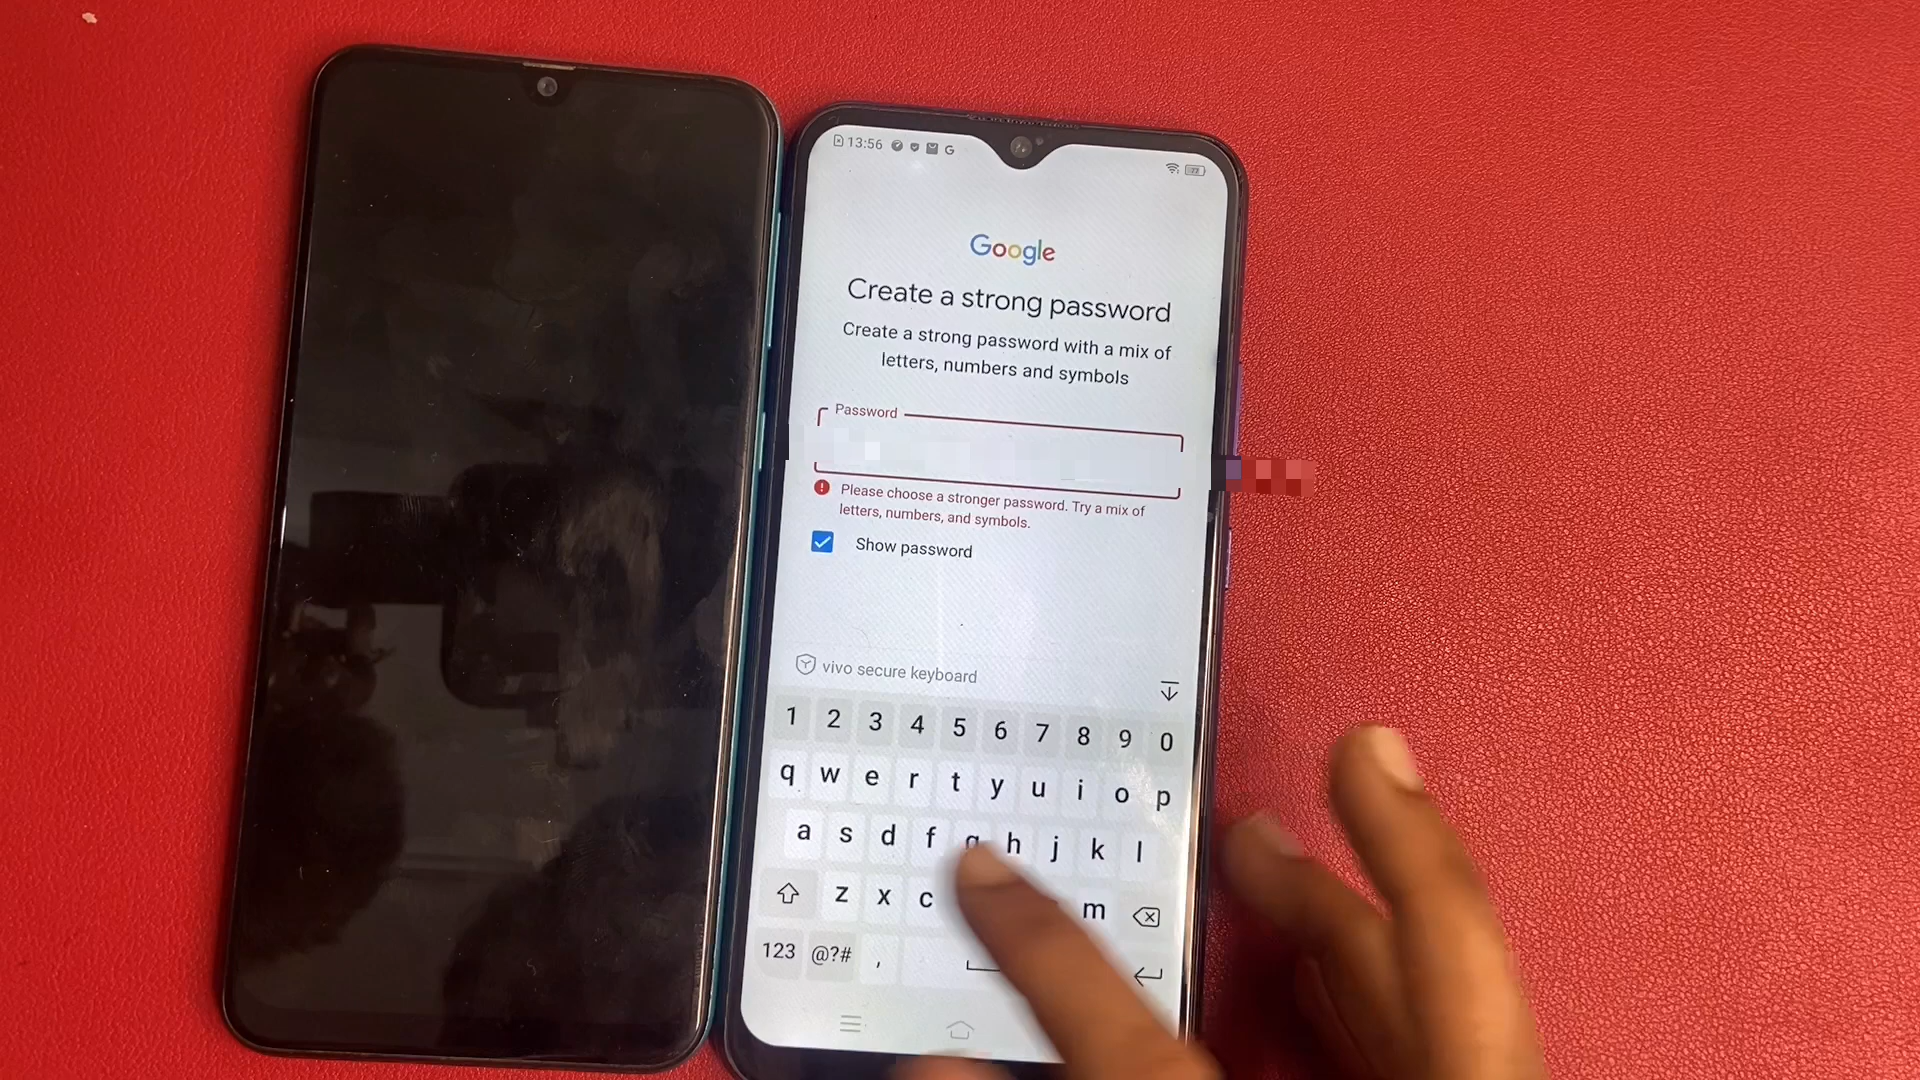 13:56 G
Google
Create a strong password
Create a strong password with a mix of
letters, numbers and symbols
Password
Please choose a stronger password. Try a mix of
letters, numbers, and symbols.
Show password
vivo secure keyboard
1 2 3 4 5 6 7 8 9 0
q w e r t y u i o p
a s d f g h j k l
z x c m
123 @?# ,